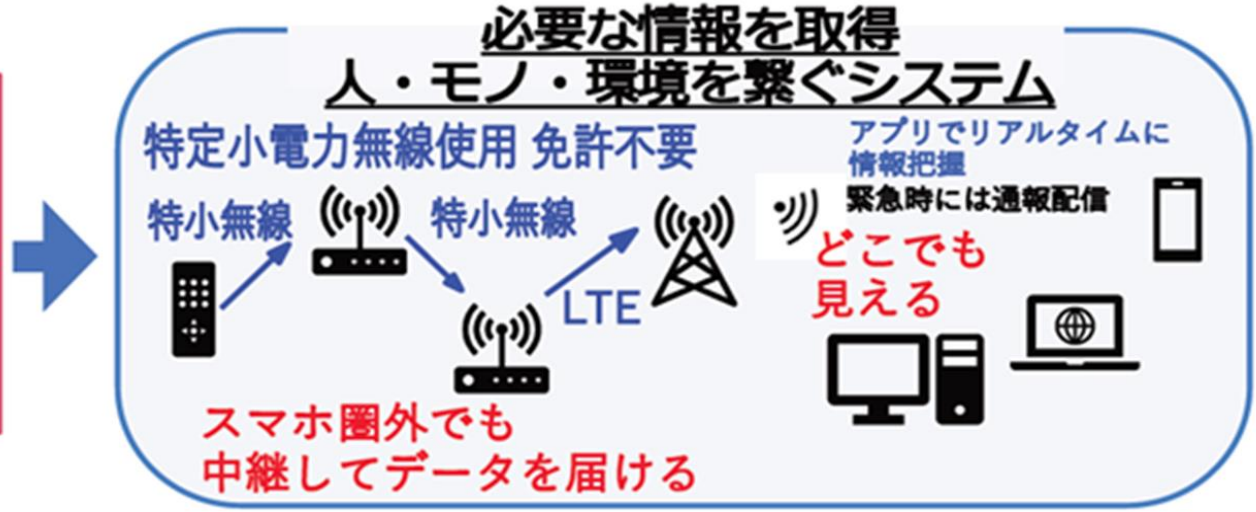 必要な情報を取得
人・モノ・環境を繋ぐシステム
特定小電力無線使用 免許不要
アプリでリアルタイムに
情報把握
緊急時には通報配信
特小無線
特小無線
どこでも
見える
LTE
スマホ圏外でも
中継してデータを届ける